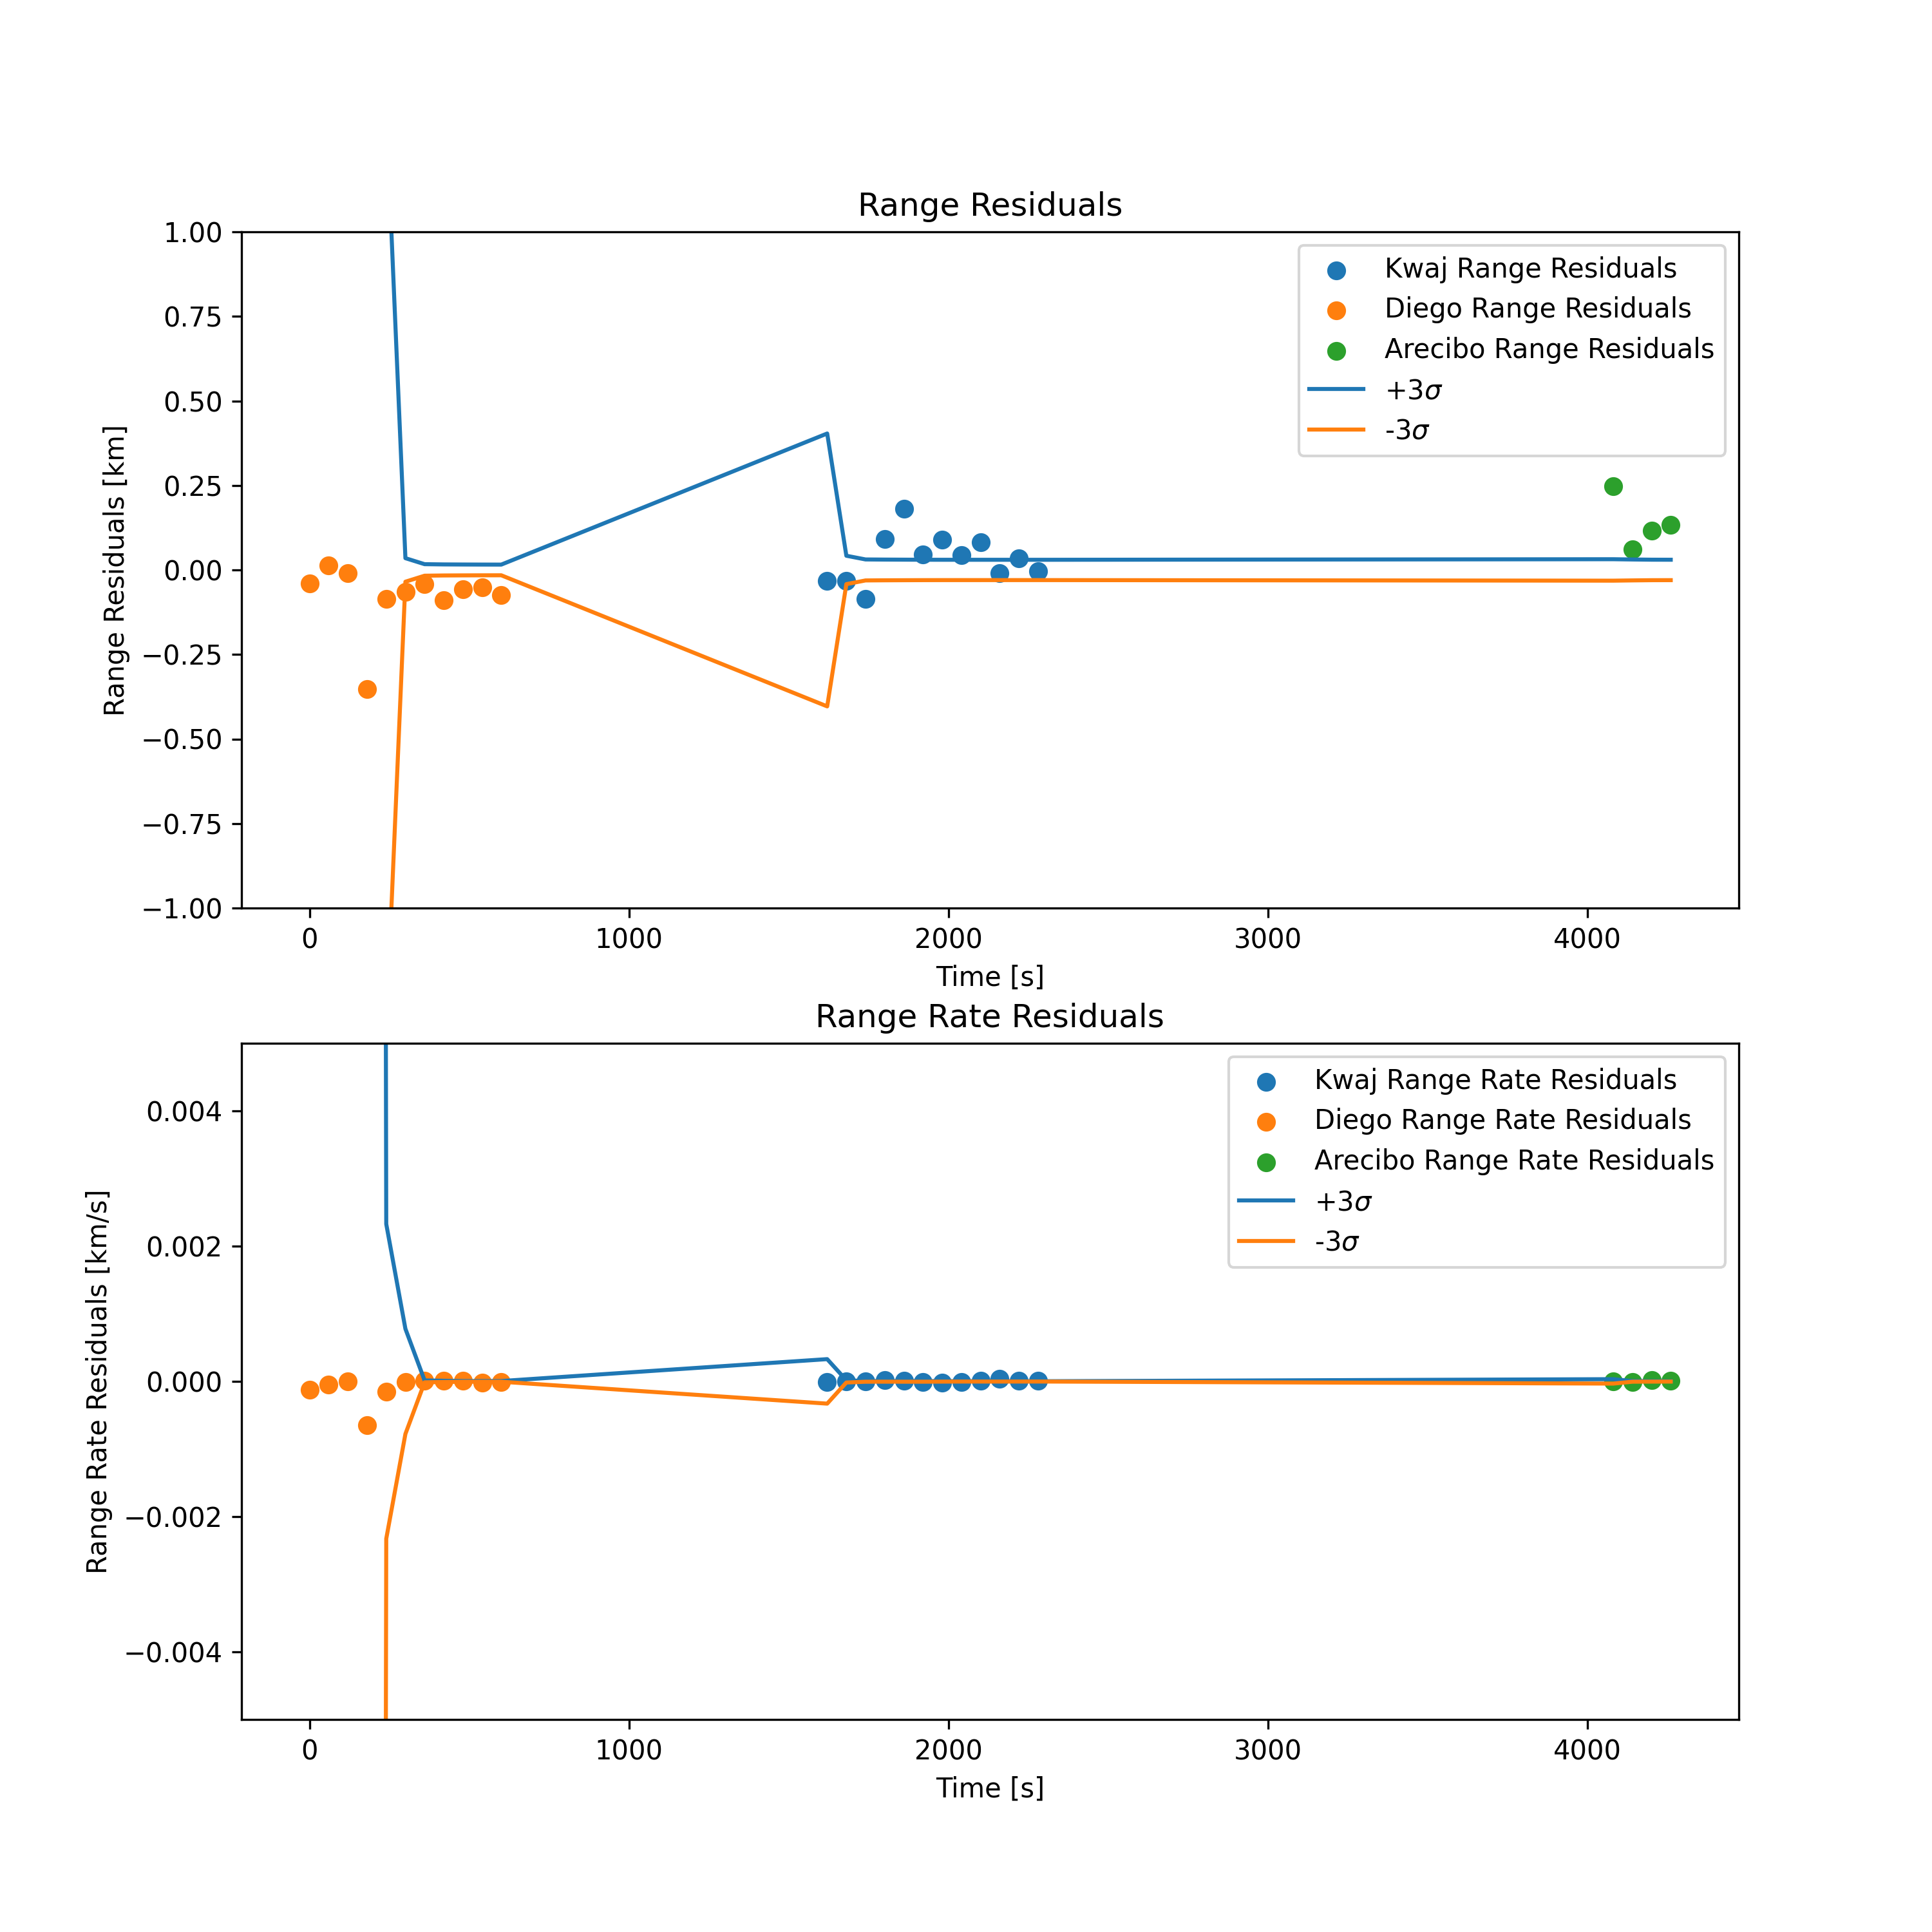 Range Residuals
1.00
0.75
0.50
0.25
0.00
−0.25
−0.50
−0.75
−1.00
Range Residuals [km]
Kwaj Range Residuals
Diego Range Residuals
Arecibo Range Residuals
+3σ
-3σ
0 1000 2000 3000 4000
Time [s]
Range Rate Residuals
0.004
0.002
0.000
−0.002
−0.004
Range Rate Residuals [km/s]
Kwaj Range Rate Residuals
Diego Range Rate Residuals
Arecibo Range Rate Residuals
+3σ
-3σ
0 1000 2000 3000 4000
Time [s]